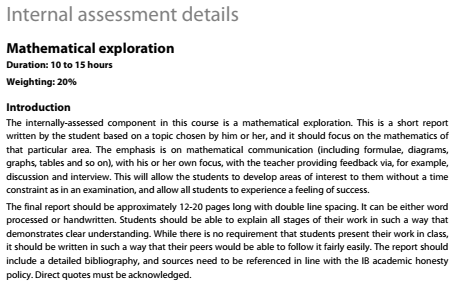 Internal assessment details
Mathematical exploration
Duration: 10 to 15 hours
Weighting: 20%
Introduction
The internally-assessed component in this course is a mathematical exploration. This is a short report
written by the student based on a topic chosen by him or her, and it should focus on the mathematics of
that particular area. The emphasis is on mathematical communication (including formulae, diagrams,
graphs, tables and so on), with his or her own focus, with the teacher providing feedback via, for example,
discussion and interview. This will allow the students to develop areas of interest to them without a time
constraint as in an examination, and allow all students to experience a feeling of success.
The final report should be approximately 12-20 pages long with double line spacing. It can be either word
processed or handwritten. Students should be able to explain all stages of their work in such a way that
demonstrates clear understanding. While there is no requirement that students present their work in class,
it should be written in such a way that their peers would be able to follow it fairly easily. The report should
include a detailed bibliography, and sources need to be referenced in line with the IB academic honesty
policy. Direct quotes must be acknowledged.